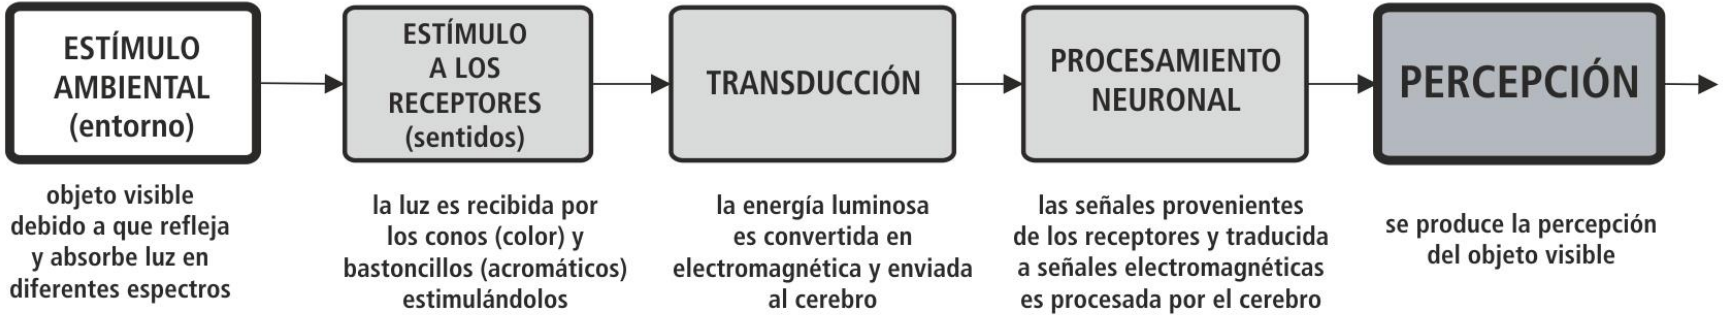 ESTÍMULO
AMBIENTAL
(entorno)
objeto visible
debido a que refleja
y absorbe luz en
diferentes espectros
ESTÍMULO
A LOS
RECEPTORES
(sentidos)
la luz es recibida por
los conos (color) y
bastoncillos (acromáticos)
estimulándolos
TRANSDUCCIÓN
la energía luminosa
es convertida en
electromagnética y enviada
al cerebro
PROCESAMIENTO
NEURONAL
las señales provenientes
de los receptores y traducida
a señales electromagnéticas
es procesada por el cerebro
PERCEPCIÓN
se produce la percepción
del objeto visible